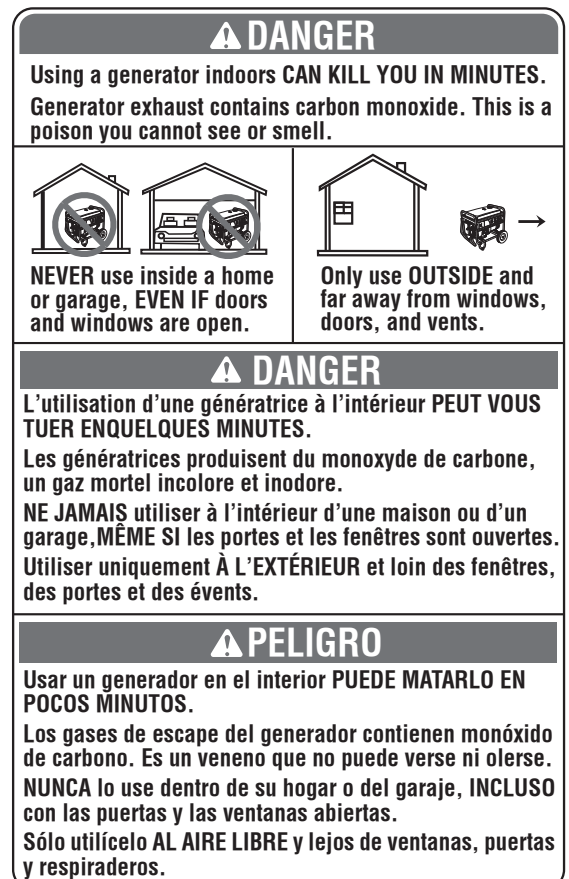 DANGER
Using a generator indoors CAN KILL YOU IN MINUTES.
Generator exhaust contains carbon monoxide. This is a
poison you cannot see or smell.
NEVER use inside a home
or garage, EVEN IF doors
and windows are open.
Only use OUTSIDE and
far away from windows,
doors, and vents.
DANGER
L'utilisation d'une génératrice à l'intérieur PEUT VOUS
TUER ENQUELQUES MINUTES.
Les génératrices produisent du monoxyde de carbone,
un gaz mortel incolore et inodore.
NE JAMAIS utiliser à l'intérieur d'une maison ou d'un
garage,MÊME SI les portes et les fenêtres sont ouvertes.
Utiliser uniquement À L'EXTÉRIEUR et loin des fenêtres,
des portes et des évents.
PELIGRO
Usar un generador en el interior PUEDE MATARLO EN
POCOS MINUTOS.
Los gases de escape del generador contienen monóxido
de carbono. Es un veneno que no puede verse ni olerse.
NUNCA lo use dentro de su hogar o del garaje, INCLUSO
con las puertas y las ventanas abiertas.
Sólo utilícelo AL AIRE LIBRE y lejos de ventanas, puertas
y respiraderos.